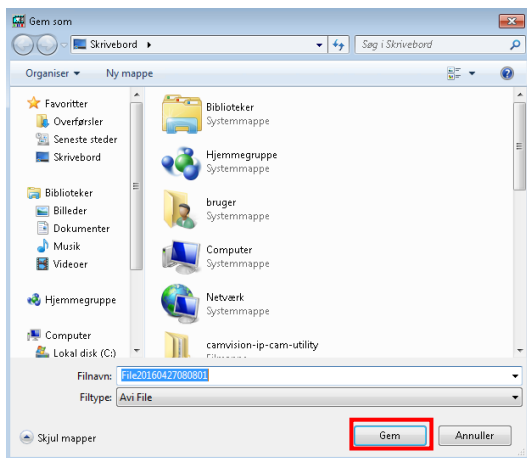 Gem som
Skrivebord
Søg i Skrivebord
Organiser
Ny mappe
Favoritter
Overførsler
Seneste steder
Skrivebord
Biblioteker
Billeder
Dokumenter
Musik
Videoer
Hjemmegruppe
Computer
Lokal disk (C:)
Biblioteker
Systemmappe
Hjemmegruppe
Systemmappe
bruger
Systemmappe
Computer
Systemmappe
Netværk
Systemmappe
camvision-ip-cam-utility
Filmappe
Filnavn: File20160427080801
Filtype: Avi File
Skjul mapper
Gem
Annuller